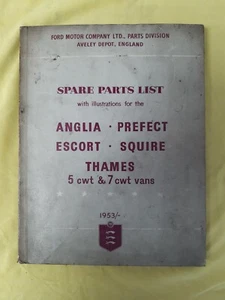 FORD MOTOR COMPANY LTD., PARTS DIVISION
AVELEY DEPOT, ENGLAND
SPARE PARTS LIST
with illustrations for the
ANGLIA · PREFECT
ESCORT · SQUIRE
THAMES
5 cwt & 7 cwt vans
1953/-